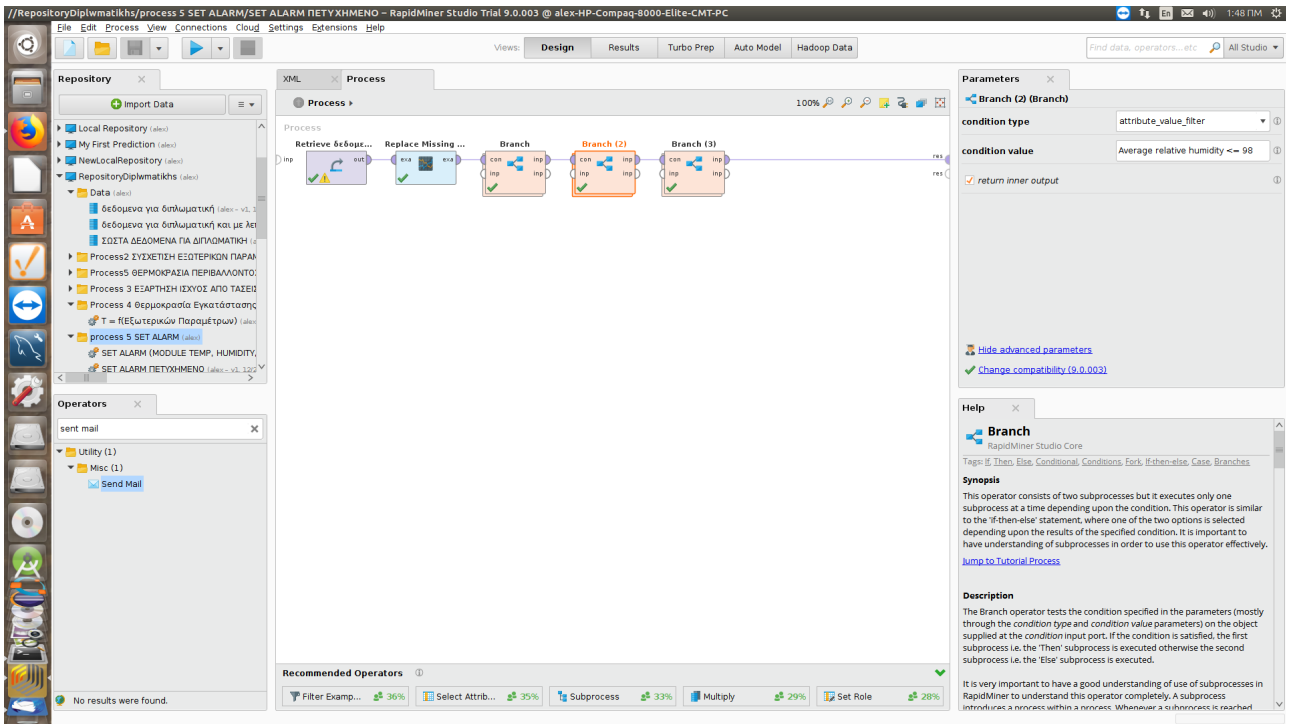 //RepositoryDiplwmatikhs/process 5 SET ALARM/SET ALARM ΠΕΤΥΧΗΜΕΝΟ – RapidMiner Studio Trial 9.0.003 @ alex-HP-Compaq-8000-Elite-CMT-PC
En
1:48 ΠΜ
File Edit Process View Connections Cloud Settings Extensions Help
Views: Design Results Turbo Prep Auto Model Hadoop Data
Find data, operators...etc
All Studio
Repository
Import Data
Local Repository (alex)
My First Prediction (alex)
NewLocalRepository (alex)
RepositoryDiplwmatikhs (alex)
Data (alex)
δεδομενα για διπλωματική (alex – v1, 1
δεδομενα για διπλωματική και με λεπ
ΣΩΣΤΑ ΔΕΔΟΜΕΝΑ ΓΙΑ ΔΙΠΛΩΜΑΤΙΚΗ (a
Process2 ΣΥΣΧΕΤΙΣΗ ΕΞΩΤΕΡΙΚΩΝ ΠΑΡΑΜ
Process5 ΘΕΡΜΟΚΡΑΣΙΑ ΠΕΡΙΒΑΛΛΟΝΤΟΣ
Process 3 ΕΞΑΡΤΗΣΗ ΙΣΧΥΟΣ ΑΠΟ ΤΑΣΕΙΣ
Process 4 Θερμοκρασία Εγκατάστασης
T = f(Εξωτερικών Παραμέτρων) (alex
process 5 SET ALARM (alex)
SET ALARM (MODULE TEMP, HUMIDITY,
SET ALARM ΠΕΤΥΧΗΜΕΝΟ (alex – v1, 12/2
Operators
sent mail
Utility (1)
Misc (1)
Send Mail
No results were found.
XML Process
Process
100%
Process
Retrieve δεδομε... Replace Missing ... Branch Branch (2) Branch (3)
inp out exa exa con inp con inp con inp res
inp inp inp inp inp inp res
Recommended Operators
Filter Examp... 36% Select Attrib... 35% Subprocess 33% Multiply 29% Set Role 28%
Parameters
Branch (2) (Branch)
condition type attribute_value_filter
condition value Average relative humidity <= 98
return inner output
Hide advanced parameters
Change compatibility (9.0.003)
Help
Branch
RapidMiner Studio Core
Tags: If, Then, Else, Conditional, Conditions, Fork, If-then-else, Case, Branches
Synopsis
This operator consists of two subprocesses but it executes only one
subprocess at a time depending upon the condition. This operator is similar
to the 'if-then-else' statement, where one of the two options is selected
depending upon the results of the specified condition. It is important to
have understanding of subprocesses in order to use this operator effectively.
Jump to Tutorial Process
Description
The Branch operator tests the condition specified in the parameters (mostly
through the condition type and condition value parameters) on the object
supplied at the condition input port. If the condition is satisfied, the first
subprocess i.e. the 'Then' subprocess is executed otherwise the second
subprocess i.e. the 'Else' subprocess is executed.
It is very important to have a good understanding of use of subprocesses in
RapidMiner to understand this operator completely. A subprocess
introduces a process within a process. Whenever a subprocess is reached